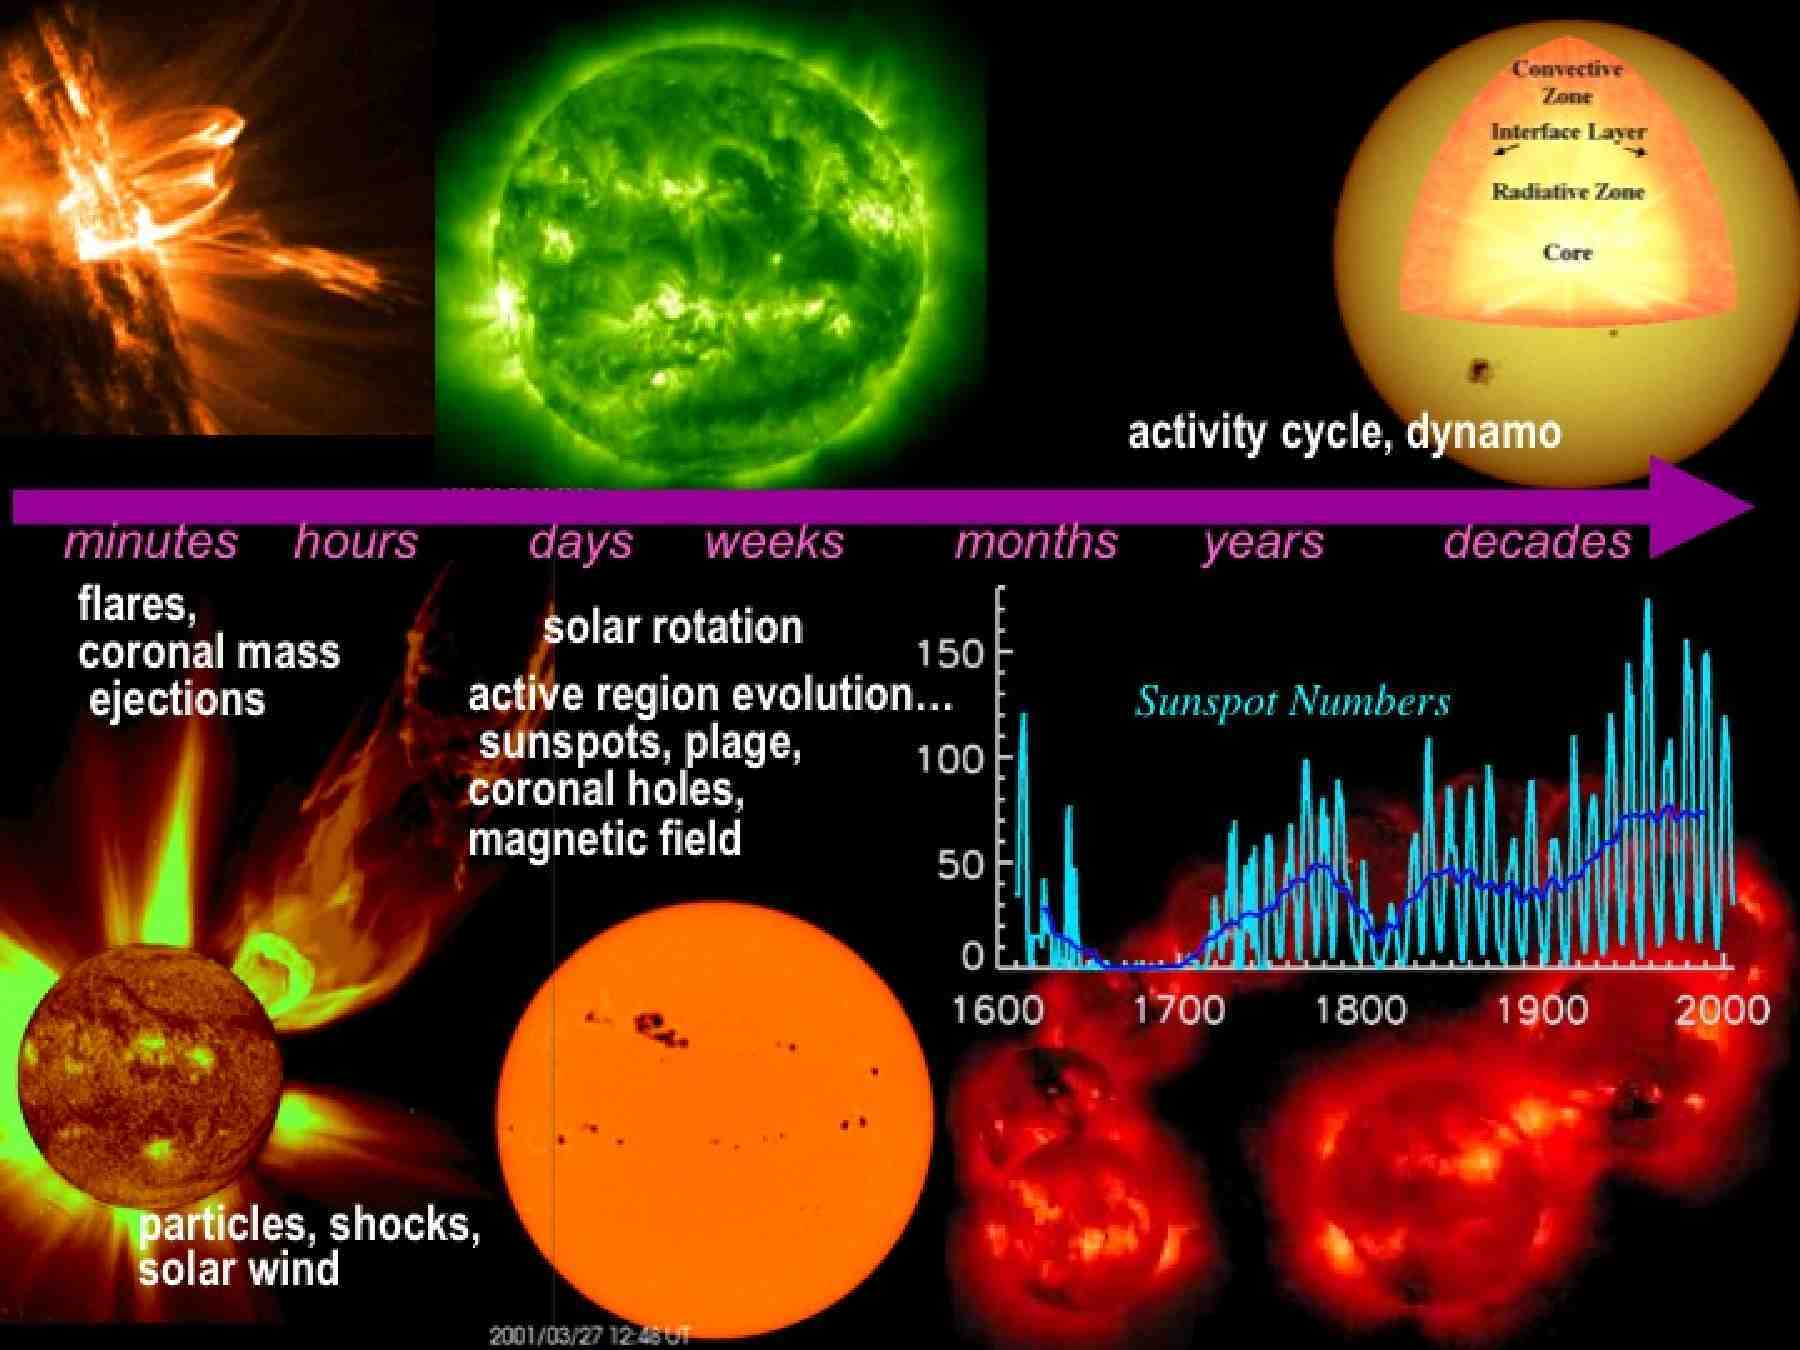 Convective
Zone
Interface Layer
Radiative Zone
Core
activity cycle, dynamo
minutes hours days weeks months years decades
flares,
coronal mass
ejections
solar rotation
active region evolution...
sunspots, plage,
coronal holes,
magnetic field
Sunspot Numbers
150
100
50
0
1600 1700 1800 1900 2000
particles, shocks,
solar wind
2001/03/27 12:48 UT